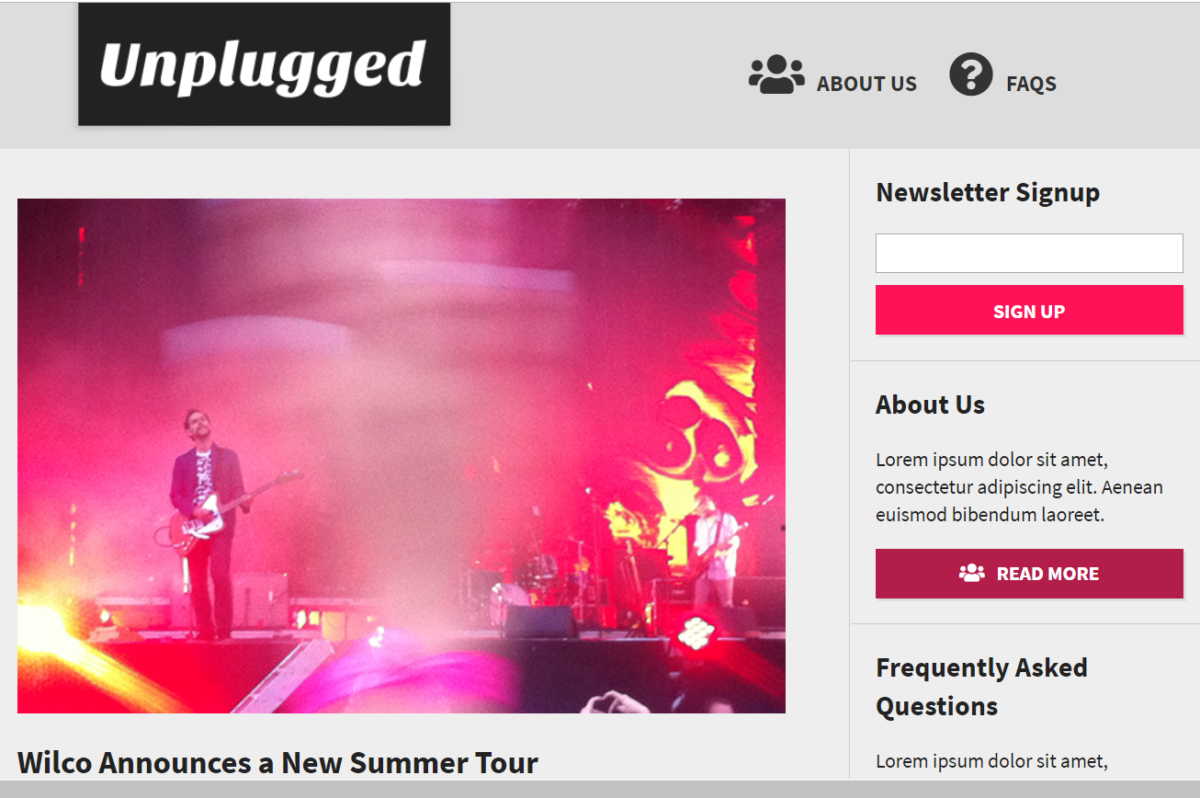 Unplugged
ABOUT US
FAQS
Newsletter Signup
SIGN UP
About Us
Lorem ipsum dolor sit amet,
consectetur adipiscing elit. Aenean
euismod bibendum laoreet.
READ MORE
Frequently Asked
Questions
Lorem ipsum dolor sit amet,
Wilco Announces a New Summer Tour